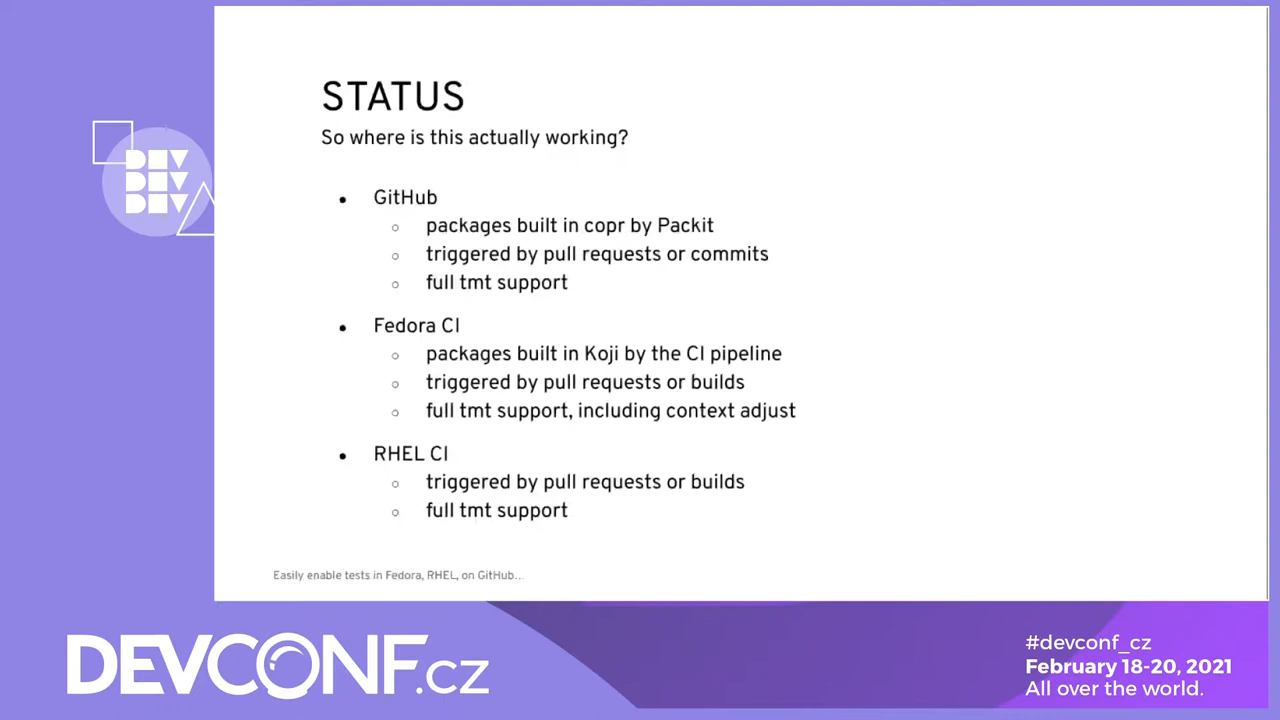 DEV
DEV
DEV
STATUS
So where is this actually working?
● GitHub
○ packages built in copr by Packit
○ triggered by pull requests or commits
○ full tmt support
● Fedora CI
○ packages built in Koji by the CI pipeline
○ triggered by pull requests or builds
○ full tmt support, including context adjust
● RHEL CI
○ triggered by pull requests or builds
○ full tmt support
Easily enable tests in Fedora, RHEL, on GitHub...
DEVCONF.cz
#devconf_cz
February 18-20, 2021
All over the world.